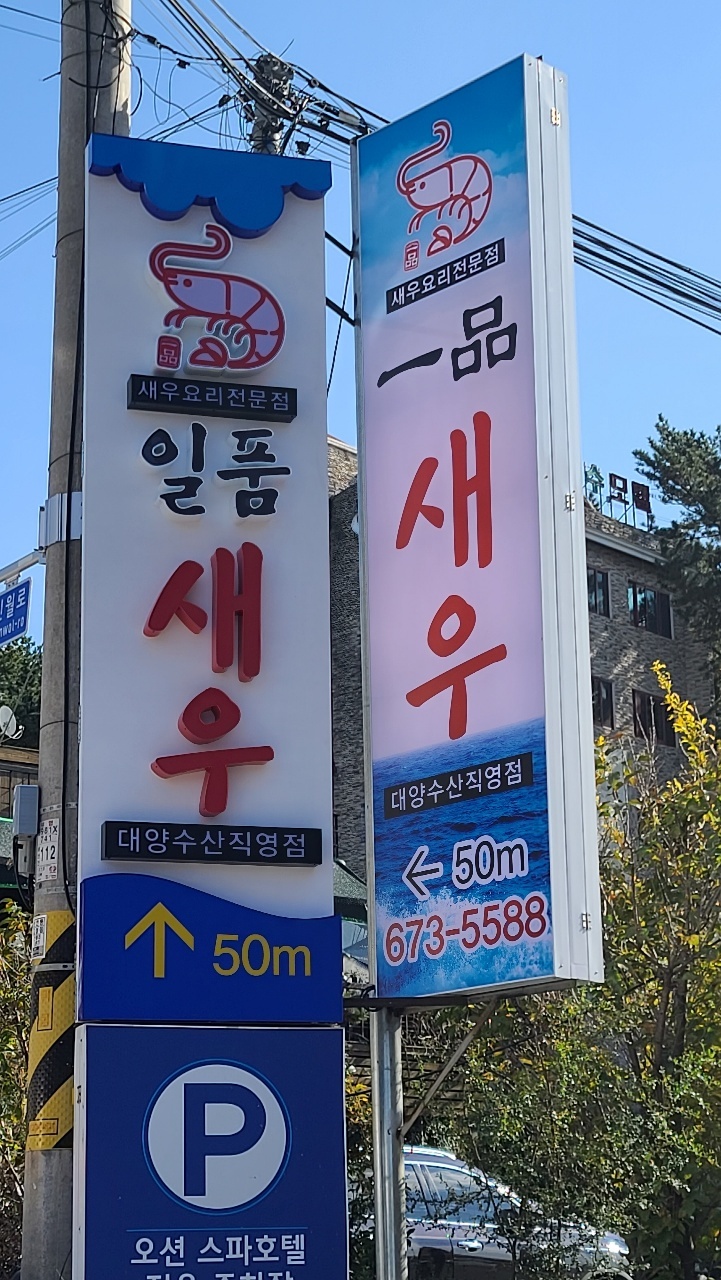 品
새우요리전문점
일품
새
우
대양수산직영점
↑ 50m
P
오션 스파호텔
새우요리전문점
一品
새
우
대양수산직영점
← 50m
673-5588
112